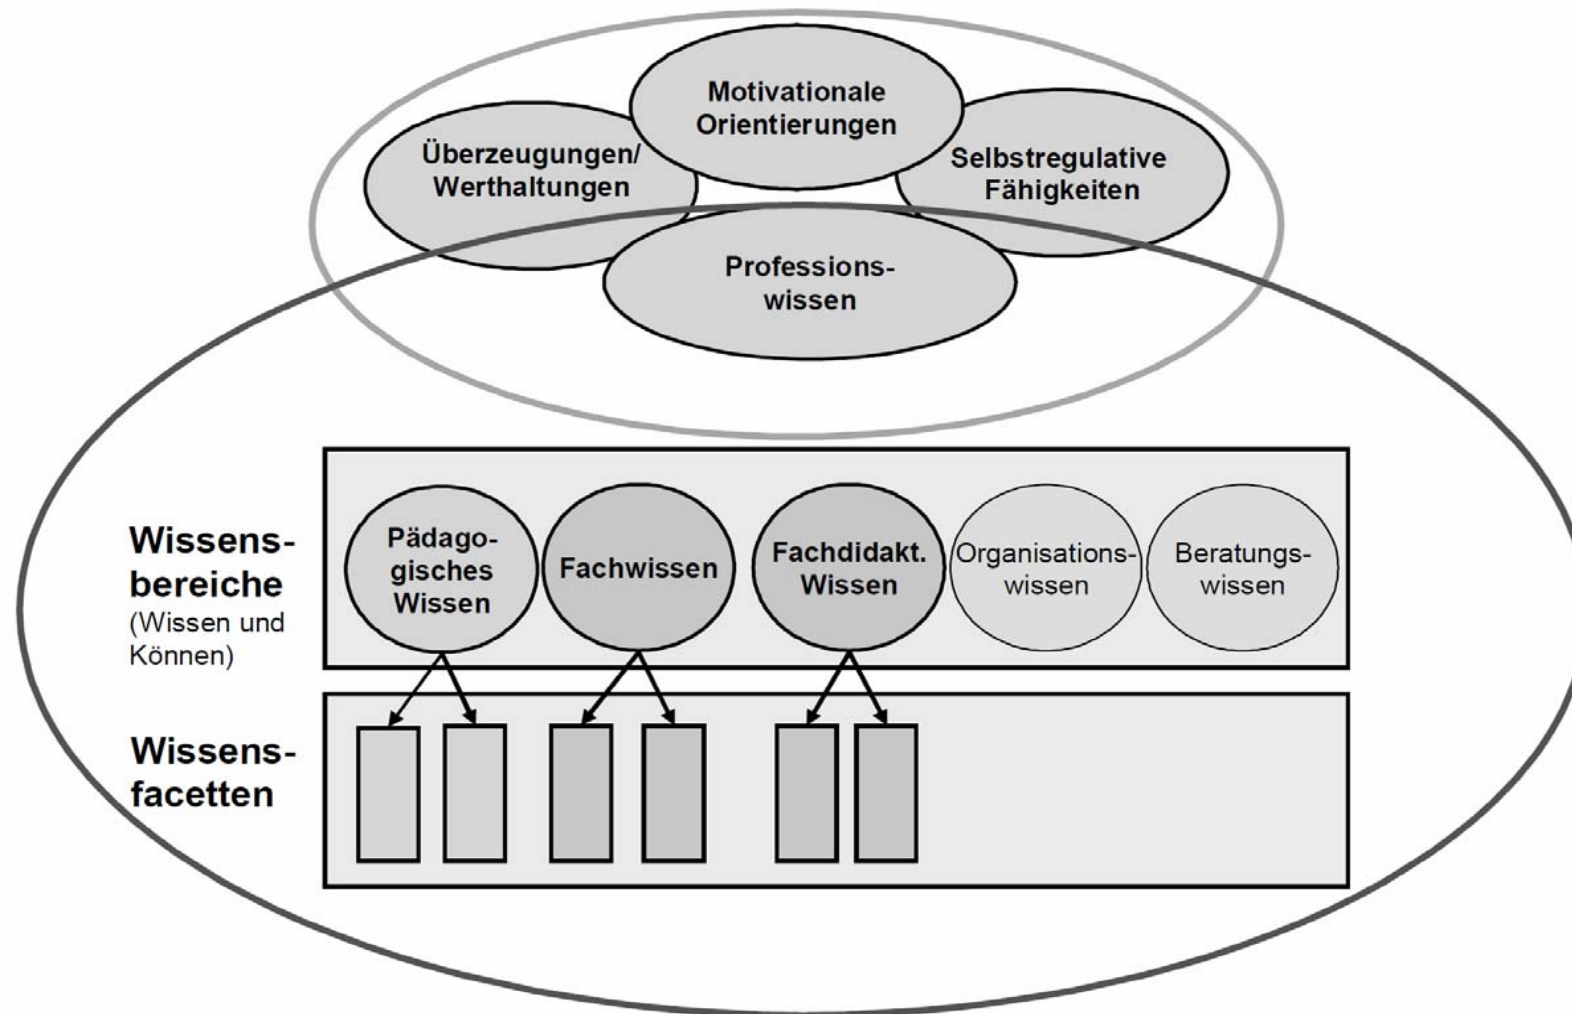 Motivationale
Orientierungen
Überzeugungen/
Werthaltungen
Selbstregulative
Fähigkeiten
Professions-
wissen
Wissens-
bereiche
(Wissen und
Können)
Pädago-
gisches
Wissen
Fachwissen
Fachdidakt.
Wissen
Organisations-
wissen
Beratungs-
wissen
Wissens-
facetten